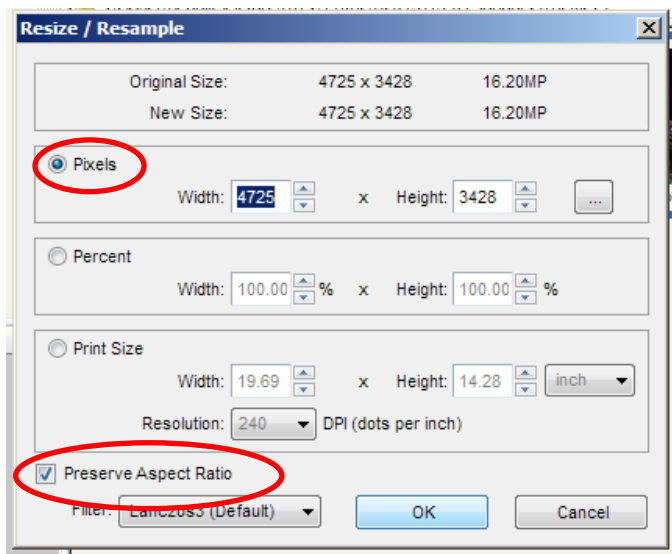 Resize / Resample
Original Size: 4725 x 3428 16.20MP
New Size: 4725 x 3428 16.20MP
Pixels
Width: 4725 x Height: 3428 ...
Percent
Width: 100.00 % x Height: 100.00 %
Print Size
Width: 19.69 x Height: 14.28 inch
Resolution: 240 DPI (dots per inch)
Preserve Aspect Ratio
Filter: Lanczos3 (Default) OK Cancel